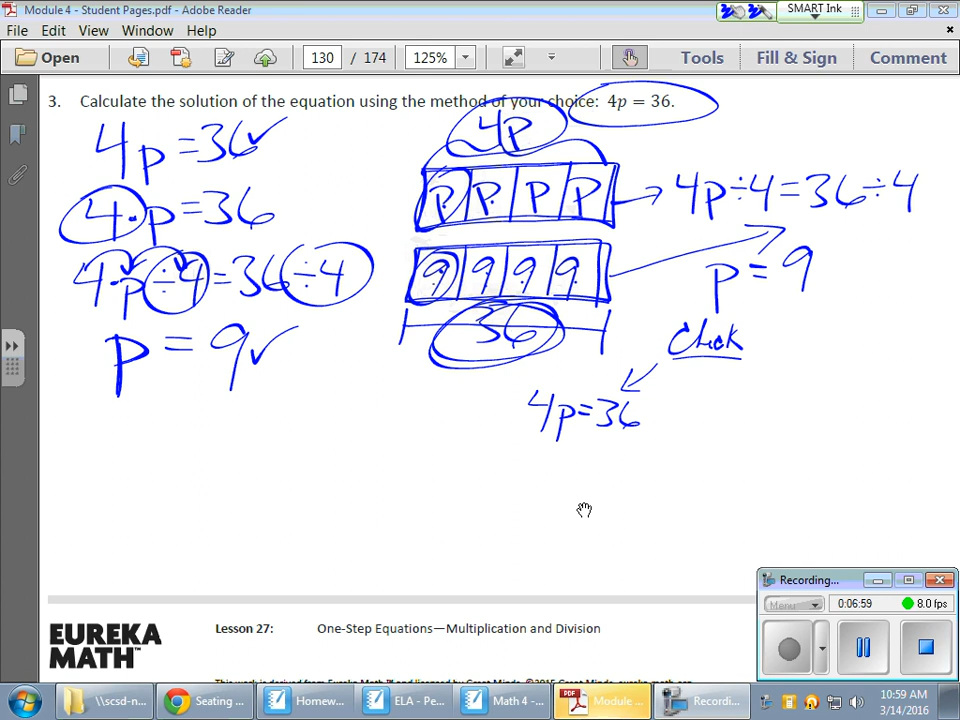 Module 4 - Student Pages.pdf - Adobe Reader
SMART Ink
File Edit View Window Help
Open 130 / 174 125% Tools Fill & Sign Comment
3. Calculate the solution of the equation using the method of your choice: 4p = 36.
4p = 36 ✓
4·p = 36
4·p ÷ 4 = 36 ÷ 4
p = 9 ✓
4p
p p p p → 4p ÷ 4 = 36 ÷ 4
9 9 9 9
p = 9
36
Check
4p = 36
Recording...
Menu 0:06:59 8.0 fps
EUREKA MATH
Lesson 27: One-Step Equations—Multiplication and Division
\\sccd-n... Seating ... Homew... ELA - Pe... Math 4 -... Module ... Recordi...
10:59 AM
3/14/2016